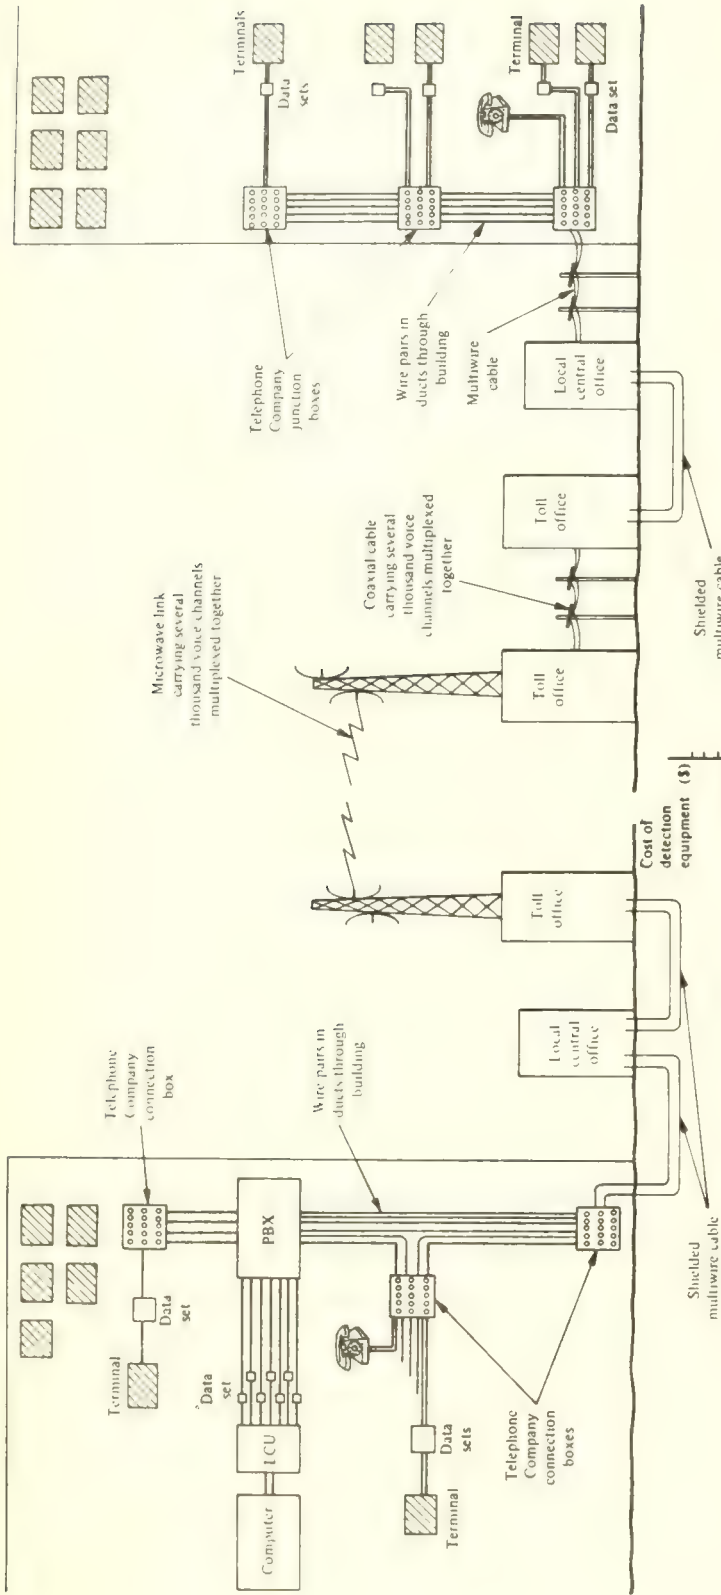 Terminal
Data
set
Telephone
Company
connection
box
Computer
LCU
Data
set
PBX
Wire pairs in
ducts through
building
Terminal
Data
sets
Telephone
Company
connection
boxes
Shielded
multiwire cable
Local
central
office
Toll
office
Microwave link
carrying several
thousand voice channels
multiplexed together
Cost of
detection
equipment ($)
Toll
office
Coaxial cable
carrying several
thousand voice
channels multiplexed
together
Toll
office
Shielded
multiwire cable
Local
central
office
Multiwire
cable
Wire pairs in
ducts through
building
Telephone
Company
junction
boxes
Terminals
Data
sets
Terminal
Data set